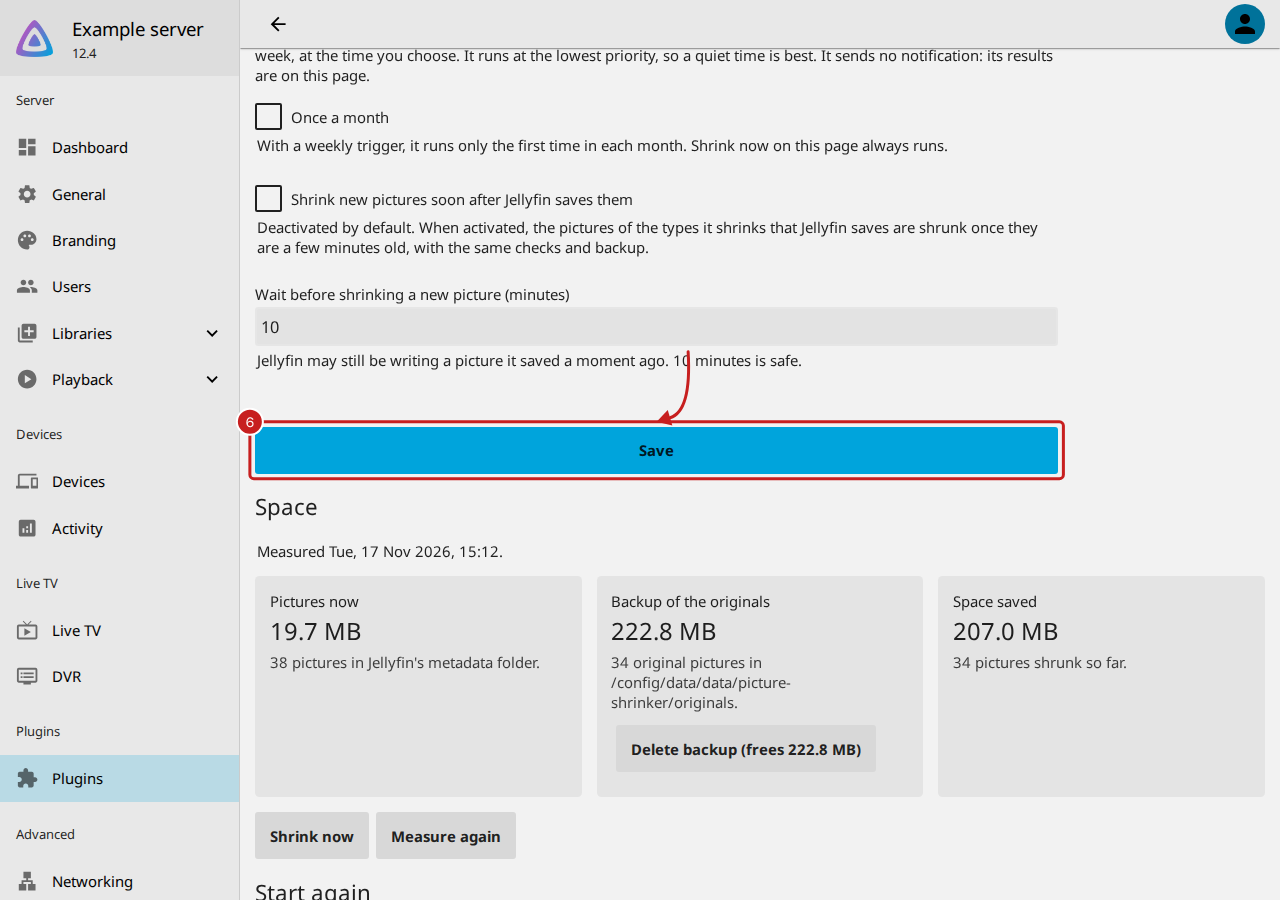 Example server
12.4
Server
Dashboard
General
Branding
Users
Libraries
Playback
Devices
Devices
Activity
Live TV
Live TV
DVR
Plugins
Plugins
Advanced
Networking
week, at the time you choose. It runs at the lowest priority, so a quiet time is best. It sends no notification: its results
are on this page.
Once a month
With a weekly trigger, it runs only the first time in each month. Shrink now on this page always runs.
Shrink new pictures soon after Jellyfin saves them
Deactivated by default. When activated, the pictures of the types it shrinks that Jellyfin saves are shrunk once they
are a few minutes old, with the same checks and backup.
Wait before shrinking a new picture (minutes)
10
Jellyfin may still be writing a picture it saved a moment ago. 10 minutes is safe.
6
Save
Space
Measured Tue, 17 Nov 2026, 15:12.
Pictures now
19.7 MB
38 pictures in Jellyfin's metadata folder.
Backup of the originals
222.8 MB
34 original pictures in
/config/data/data/picture-
shrinker/originals.
Delete backup (frees 222.8 MB)
Space saved
207.0 MB
34 pictures shrunk so far.
Shrink now
Measure again
Start again